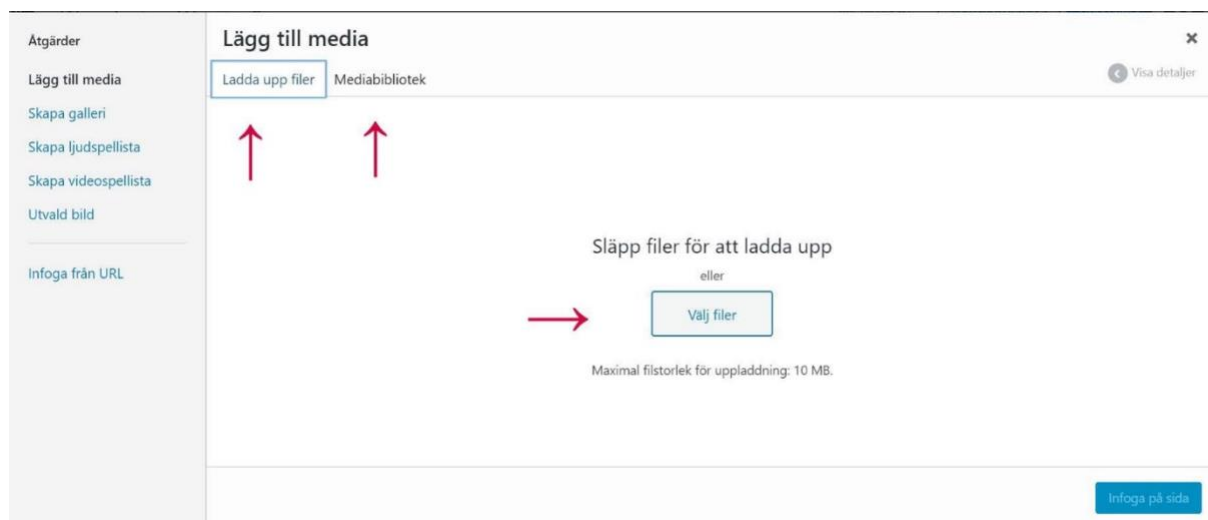 Åtgärder
Lägg till media
Skapa galleri
Skapa ljudspellista
Skapa videospellista
Utvald bild
Infoga från URL
Lägg till media
Ladda upp filer Mediabibliotek
Visa detaljer
Släpp filer för att ladda upp
eller
Välj filer
Maximal filstorlek för uppladdning: 10 MB.
Infoga på sida